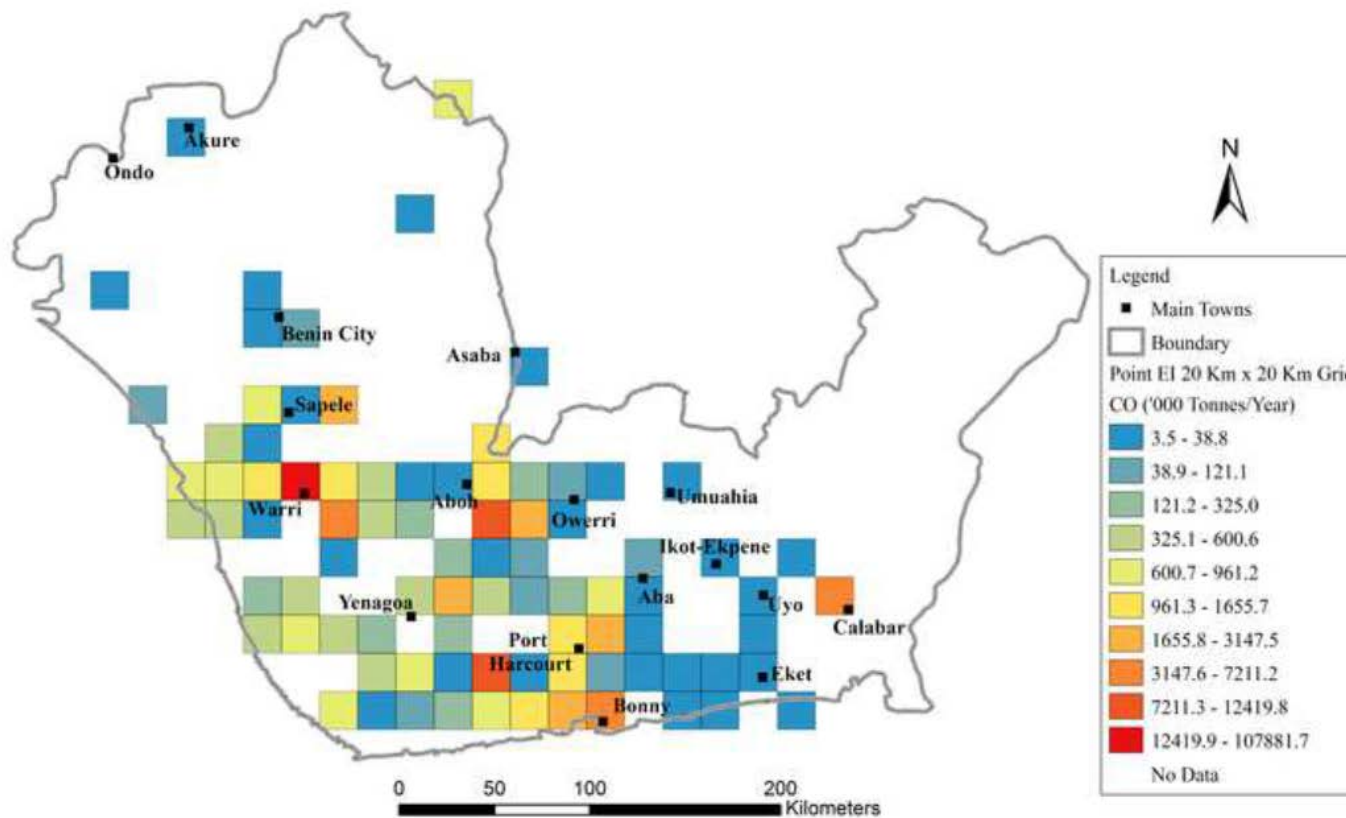 Akure
Ondo
N
Benin City
Asaba
Sapele
Warri
Aboh
Owerri
Umuahia
Ikot-Ekpene
Aba
Uyo
Calabar
Yenagoa
Port
Harcourt
Eket
Bonny
0 50 100 200
Kilometers
Legend
Main Towns
Boundary
Point EI 20 Km x 20 Km Grid
CO ('000 Tonnes/Year)
3.5 - 38.8
38.9 - 121.1
121.2 - 325.0
325.1 - 600.6
600.7 - 961.2
961.3 - 1655.7
1655.8 - 3147.5
3147.6 - 7211.2
7211.3 - 12419.8
12419.9 - 107881.7
No Data